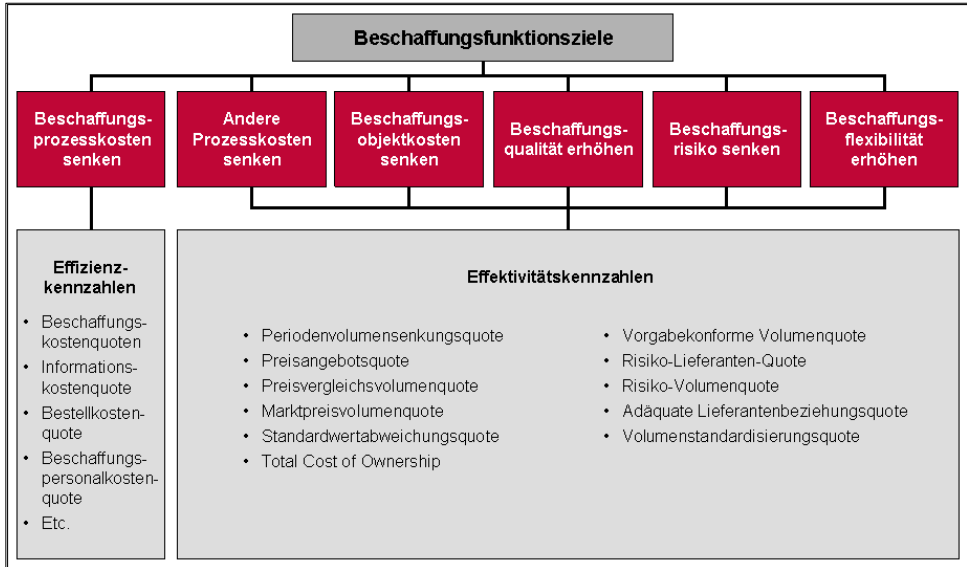 Beschaffungsfunktionsziele
Beschaffungs-
prozesskosten
senken
Andere
Prozesskosten
senken
Beschaffungs-
objektkosten
senken
Beschaffungs-
qualität erhöhen
Beschaffungs-
risiko senken
Beschaffungs-
flexibilität
erhöhen
Effizienz-
kennzahlen
• Beschaffungs-
kostenquoten
• Informations-
kostenquote
• Bestellkosten-
quote
• Beschaffungs-
personalkosten-
quote
• Etc.
Effektivitätskennzahlen
• Periodenvolumensenkungsquote
• Preisangebotsquote
• Preisvergleichsvolumenquote
• Marktpreisvolumenquote
• Standardwertabweichungsquote
• Total Cost of Ownership
• Vorgabekonforme Volumenquote
• Risiko-Lieferanten-Quote
• Risiko-Volumenquote
• Adäquate Lieferantenbeziehungsquote
• Volumenstandardisierungsquote